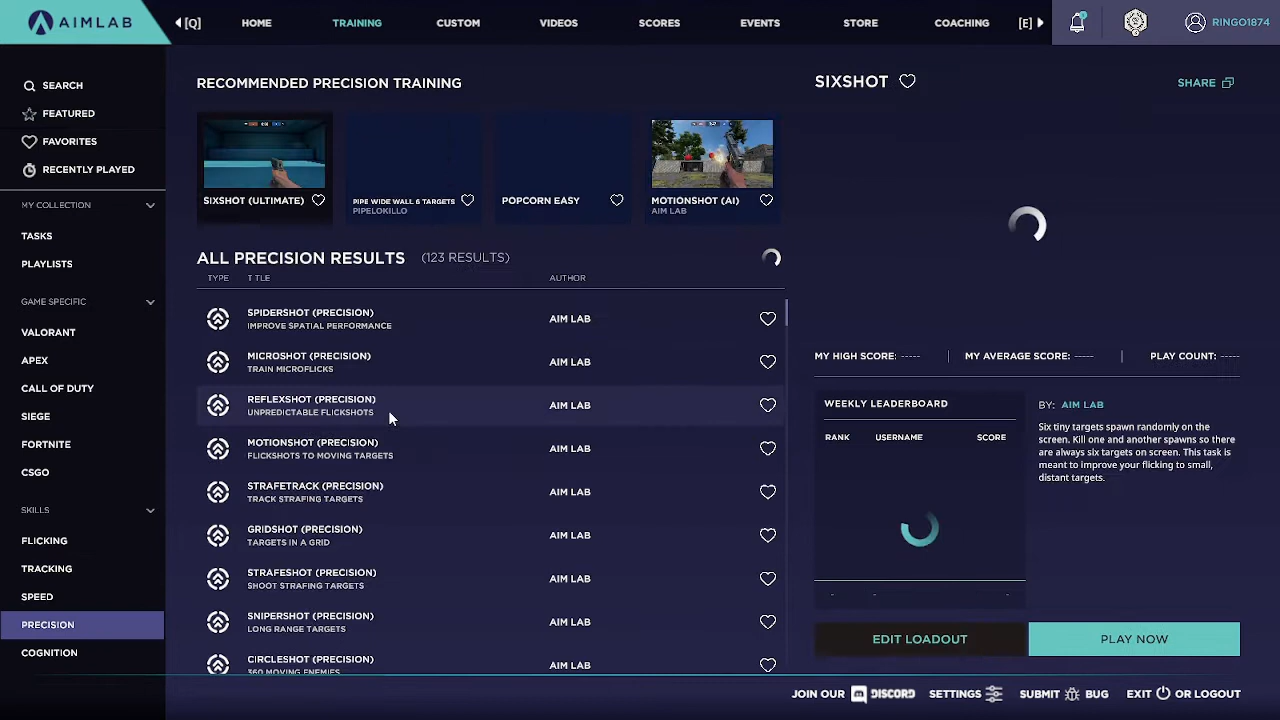 AIMLAB
[Q]
HOME
TRAINING
CUSTOM
VIDEOS
SCORES
EVENTS
STORE
COACHING
[E]
RINGO1874
SEARCH
FEATURED
FAVORITES
RECENTLY PLAYED
MY COLLECTION
TASKS
PLAYLISTS
GAME SPECIFIC
VALORANT
APEX
CALL OF DUTY
SIEGE
FORTNITE
CSGO
SKILLS
FLICKING
TRACKING
SPEED
PRECISION
COGNITION
RECOMMENDED PRECISION TRAINING
SIXSHOT (ULTIMATE)
PIPE WIDE WALL 6 TARGETS
PIPELOKILLO
POPCORN EASY
MOTIONSHOT (AI)
AIM LAB
ALL PRECISION RESULTS (123 RESULTS)
TYPE TITLE AUTHOR
SPIDERSHOT (PRECISION)
IMPROVE SPATIAL PERFORMANCE
AIM LAB
MICROSHOT (PRECISION)
TRAIN MICROFLICKS
AIM LAB
REFLEXSHOT (PRECISION)
UNPREDICTABLE FLICKSHOTS
AIM LAB
MOTIONSHOT (PRECISION)
FLICKSHOTS TO MOVING TARGETS
AIM LAB
STRAFETRACK (PRECISION)
TRACK STRAFING TARGETS
AIM LAB
GRIDSHOT (PRECISION)
TARGETS IN A GRID
AIM LAB
STRAFESHOT (PRECISION)
SHOOT STRAFING TARGETS
AIM LAB
SNIPERSHOT (PRECISION)
LONG RANGE TARGETS
AIM LAB
CIRCLESHOT (PRECISION)
360 MOVING ENEMIES
AIM LAB
SIXSHOT
SHARE
MY HIGH SCORE: -----
MY AVERAGE SCORE: -----
PLAY COUNT: -----
WEEKLY LEADERBOARD
RANK USERNAME SCORE
- - -
BY: AIM LAB
Six tiny targets spawn randomly on the
screen. Kill one and another spawns so there
are always six targets on screen. This task is
meant to improve your flicking to small,
distant targets.
EDIT LOADOUT
PLAY NOW
JOIN OUR DISCORD
SETTINGS
SUBMIT BUG
EXIT OR LOGOUT